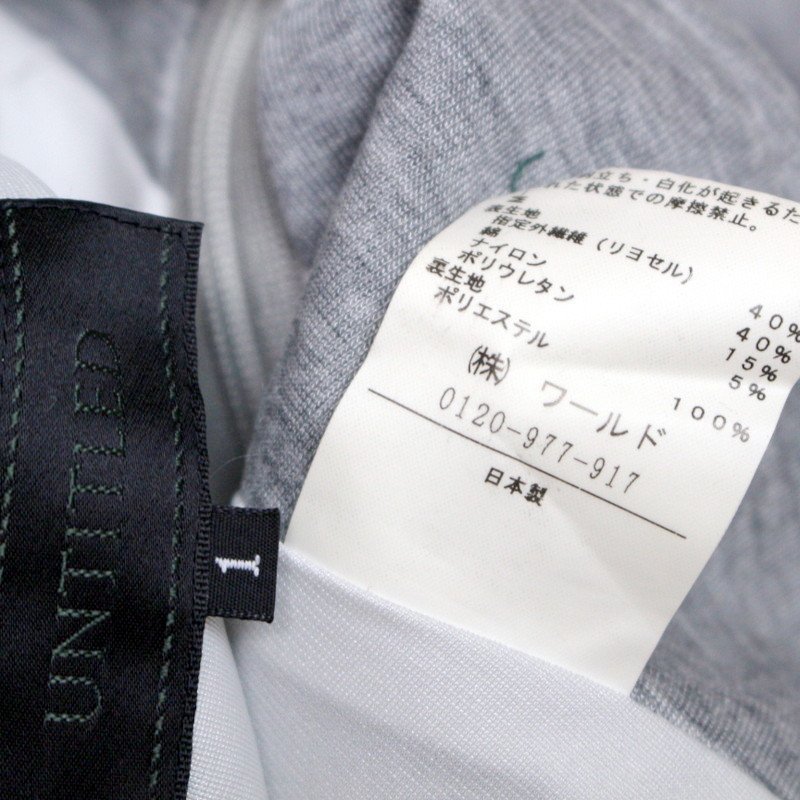 立ち・白化が起きるた
れた状態での摩擦禁止。
表生地
指定外繊維(リヨセル) 40%
綿 40%
ナイロン 15%
ポリウレタン 5%
裏生地
ポリエステル 100%
(株) ワールド
0120-977-917
日本製
UNTITLED
1